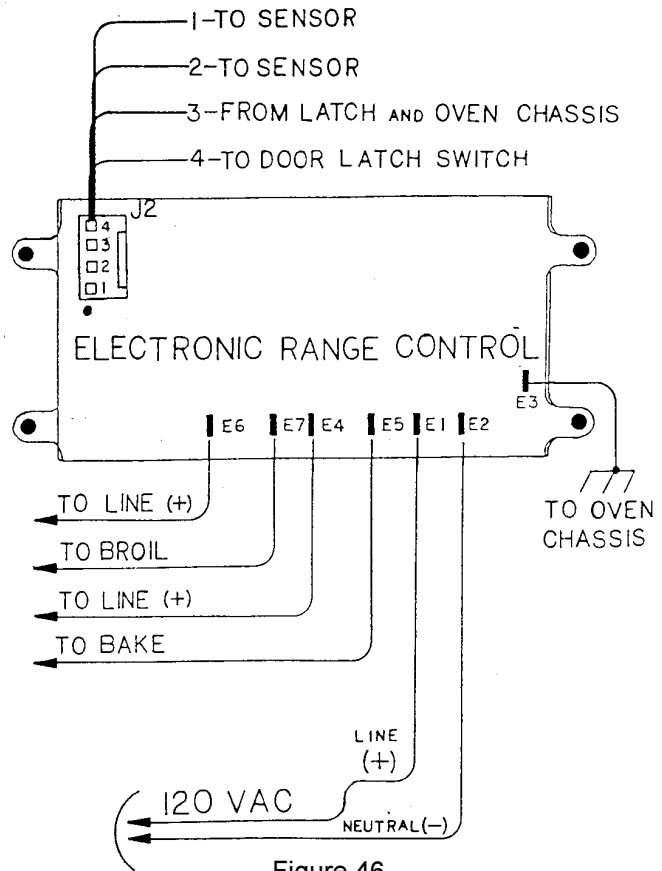 1-TO SENSOR
2-TO SENSOR
3-FROM LATCH AND OVEN CHASSIS
4-TO DOOR LATCH SWITCH
J2
4
3
2
1
ELECTRONIC RANGE CONTROL
E3
E6 E7 E4 E5 E1 E2
TO LINE (+)
TO OVEN
CHASSIS
TO BROIL
TO LINE (+)
TO BAKE
LINE
(+)
120 VAC
NEUTRAL(-)
Figure 46